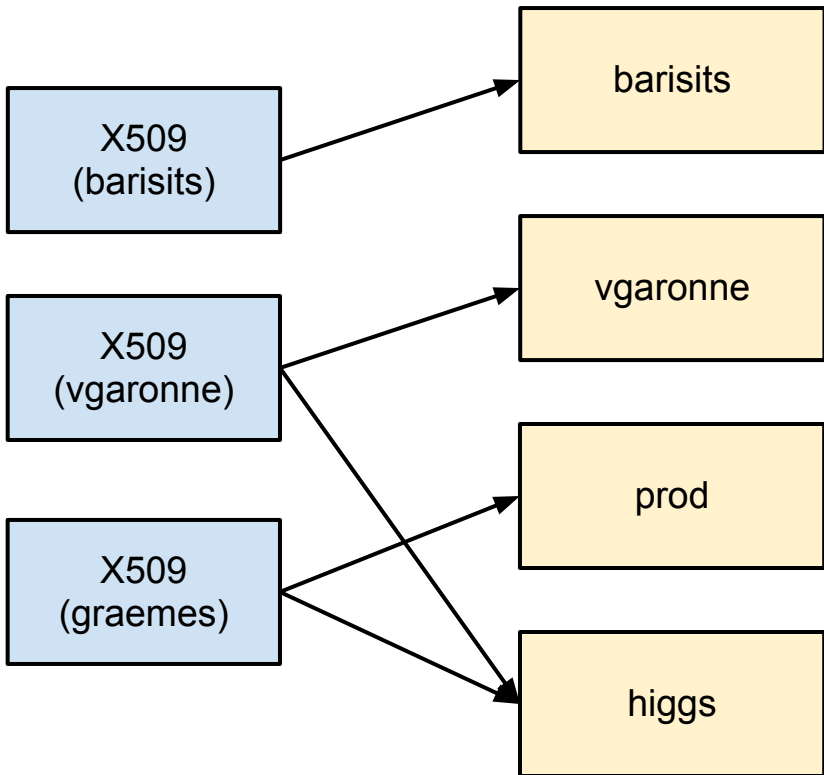 X509
(barisits)
X509
(vgaronne)
X509
(graemes)
barisits
vgaronne
prod
higgs